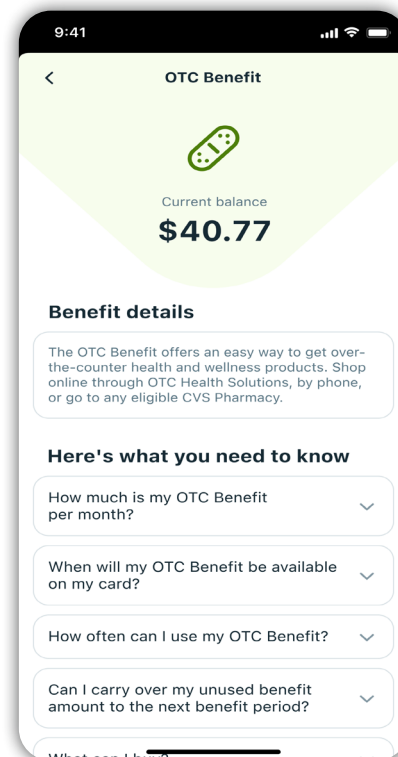 9:41
OTC Benefit
Current balance
$40.77
Benefit details
The OTC Benefit offers an easy way to get over-
the-counter health and wellness products. Shop
online through OTC Health Solutions, by phone,
or go to any eligible CVS Pharmacy.
Here's what you need to know
How much is my OTC Benefit
per month?
When will my OTC Benefit be available
on my card?
How often can I use my OTC Benefit?
Can I carry over my unused benefit
amount to the next benefit period?
What can I buy?